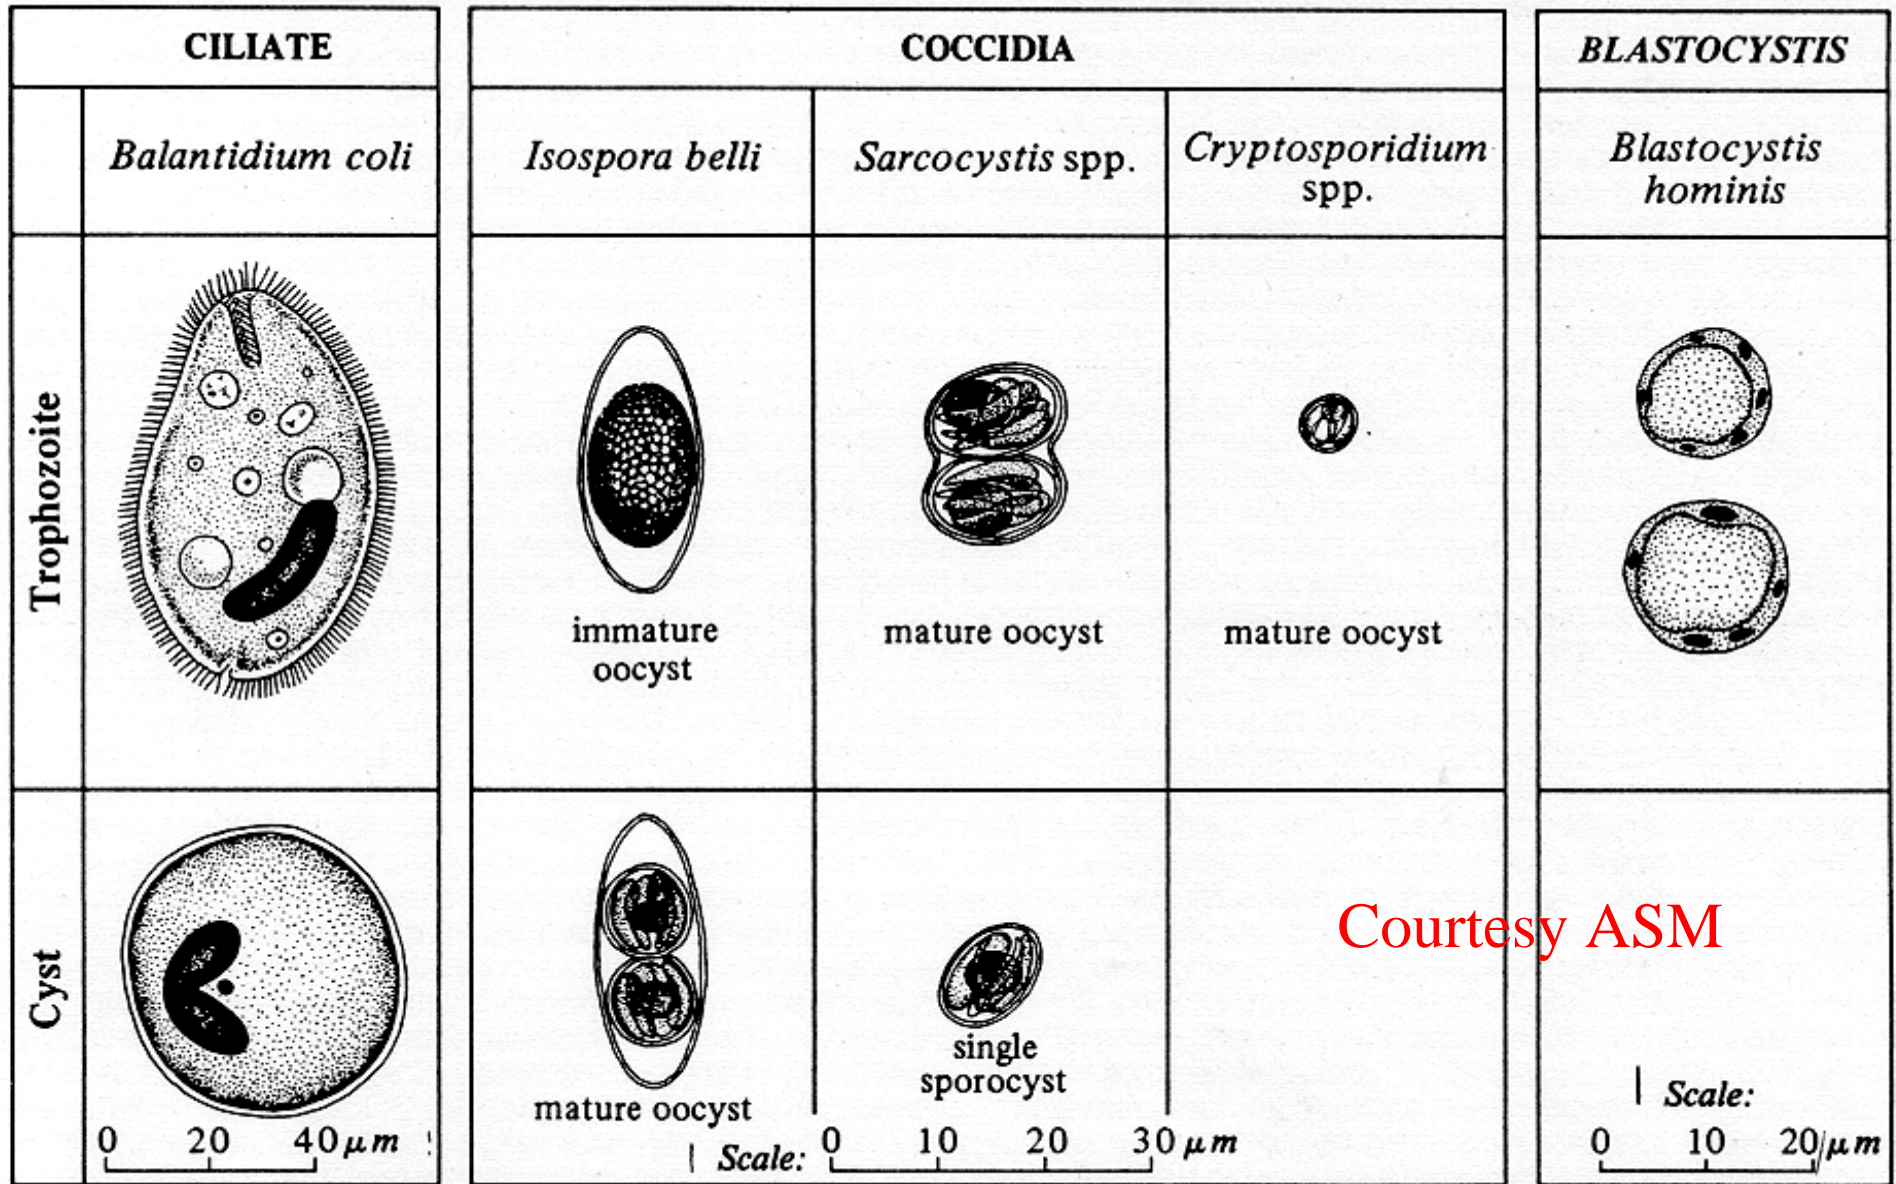 CILIATE
COCCIDIA
BLASTOCYSTIS
Balantidium coli
Isospora belli
Sarcocystis spp.
Cryptosporidium
spp.
Blastocystis
hominis
Trophozoite
immature
oocyst
mature oocyst
mature oocyst
Cyst
mature oocyst
single
sporocyst
Courtesy ASM
0 20 40 μm
Scale: 0 10 20 30 μm
Scale:
0 10 20 μm